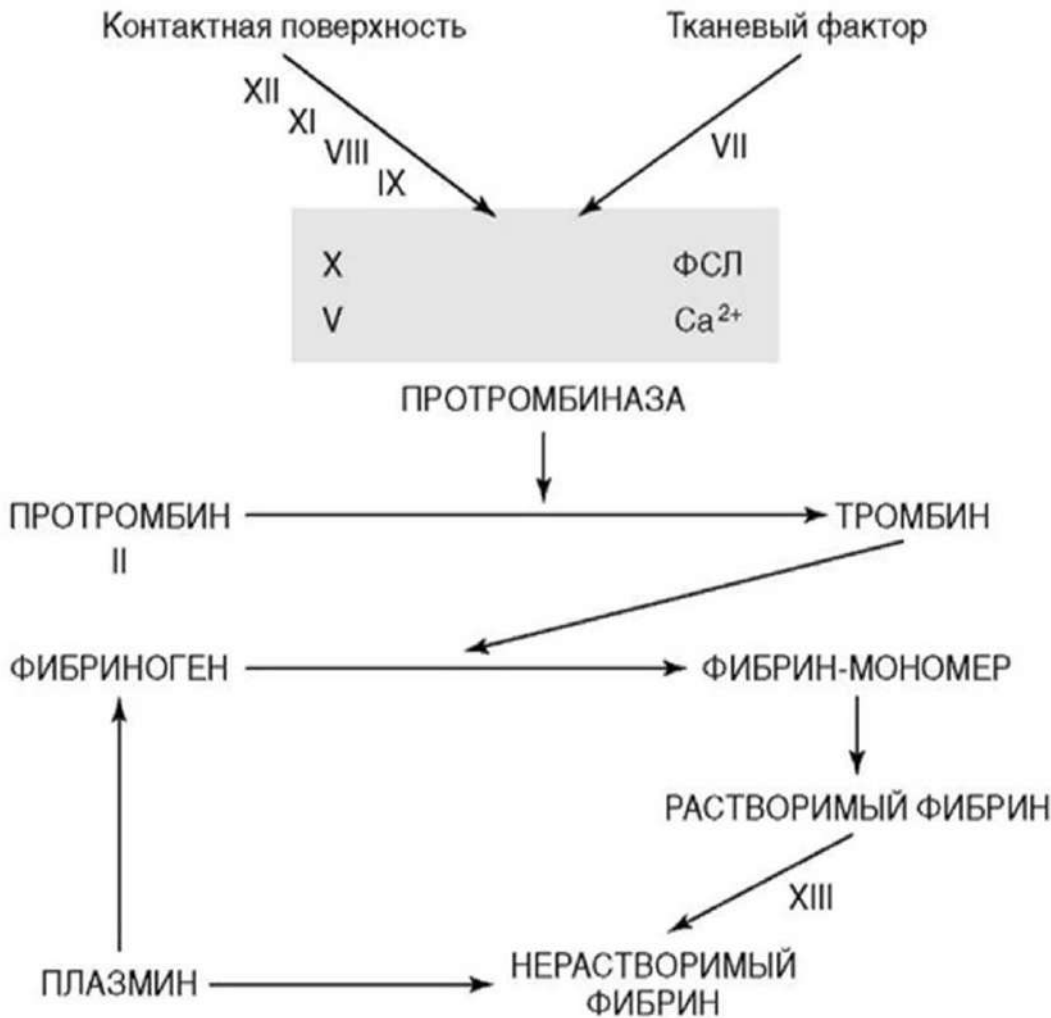 Контактная поверхность
Тканевый фактор
XII
XI
VIII
IX
VII
X
ФСЛ
V
Ca²⁺
ПРОТРОМБИНАЗА
ПРОТРОМБИН
ТРОМБИН
II
ФИБРИНОГЕН
ФИБРИН-МОНОМЕР
РАСТВОРИМЫЙ ФИБРИН
XIII
ПЛАЗМИН
НЕРАСТВОРИМЫЙ
ФИБРИН